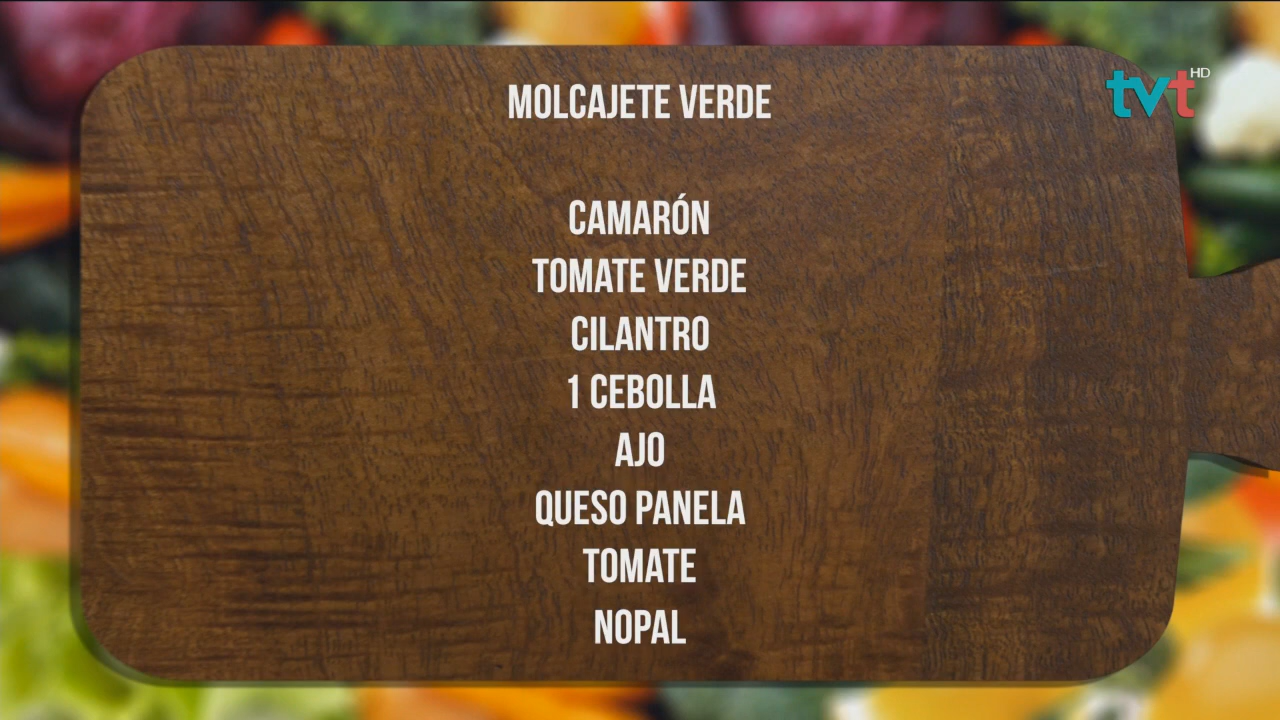 MOLCAJETE VERDE
tvt HD
CAMARÓN
TOMATE VERDE
CILANTRO
1 CEBOLLA
AJO
QUESO PANELA
TOMATE
NOPAL